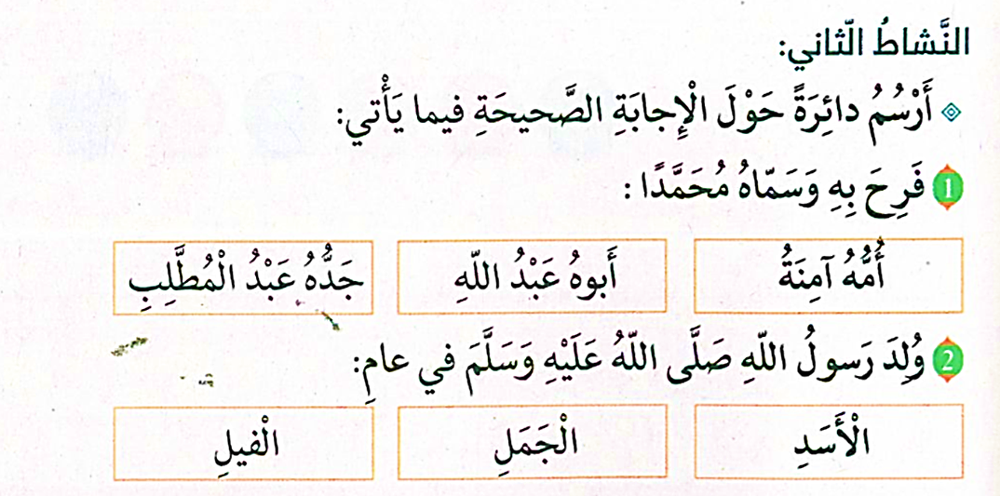 النَّشاطُ الثّاني:
أَرْسُمُ دائِرَةً حَوْلَ الْإِجابَةِ الصَّحيحَةِ فيما يَأْتي:
1 فَرِحَ بِهِ وَسَمّاهُ مُحَمَّدًا :
أُمُّهُ آمِنَةُ أَبوهُ عَبْدُ اللّهِ جَدُّهُ عَبْدُ الْمُطَّلِبِ
2 وُلِدَ رَسولُ اللّهِ صَلَّى اللّهُ عَلَيْهِ وَسَلَّمَ في عامِ:
الْأَسَدِ الْجَمَلِ الْفيلِ